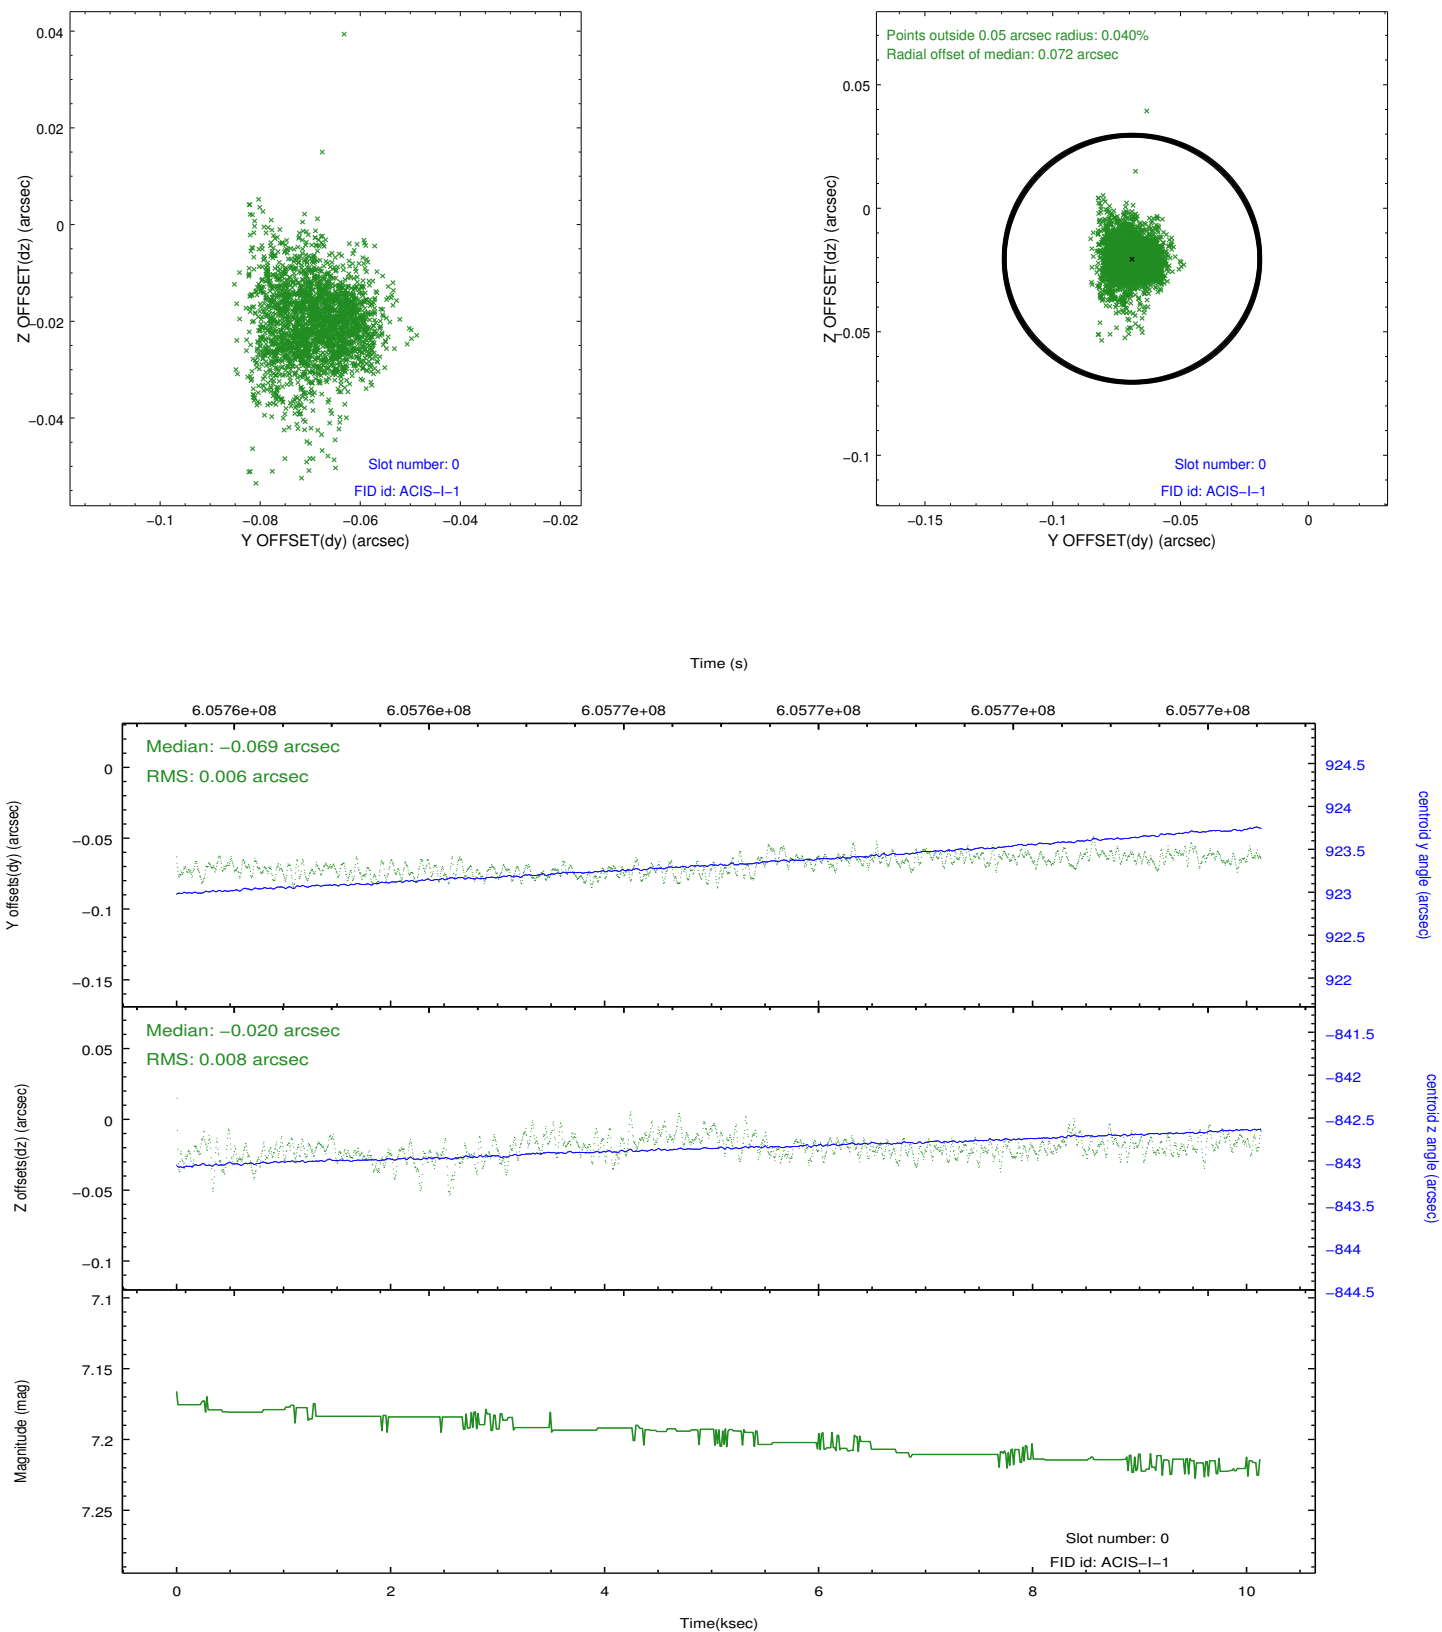 0.04
0.02
0
−0.02
−0.04
Z OFFSET(dz) (arcsec)
Slot number: 0
FID id: ACIS−I−1
−0.1
−0.08
−0.06
−0.04
−0.02
Y OFFSET(dy) (arcsec)
Points outside 0.05 arcsec radius: 0.040%
Radial offset of median: 0.072 arcsec
0.05
0
−0.05
−0.1
Z OFFSET(dz) (arcsec)
Slot number: 0
FID id: ACIS−I−1
−0.15
−0.1
−0.05
0
Y OFFSET(dy) (arcsec)
Time (s)
6.0576e+08
6.0576e+08
6.0577e+08
6.0577e+08
6.0577e+08
6.0577e+08
Median: −0.069 arcsec
RMS: 0.006 arcsec
0
−0.05
−0.1
−0.15
Y offsets(dy) (arcsec)
924.5
924
923.5
923
922.5
922
centroid y angle (arcsec)
Median: −0.020 arcsec
RMS: 0.008 arcsec
0.05
0
−0.05
−0.1
Z offsets(dz) (arcsec)
−841.5
−842
−842.5
−843
−843.5
−844
−844.5
centroid z angle (arcsec)
7.1
7.15
7.2
7.25
Magnitude (mag)
Slot number: 0
FID id: ACIS−I−1
0
2
4
6
8
10
Time(ksec)